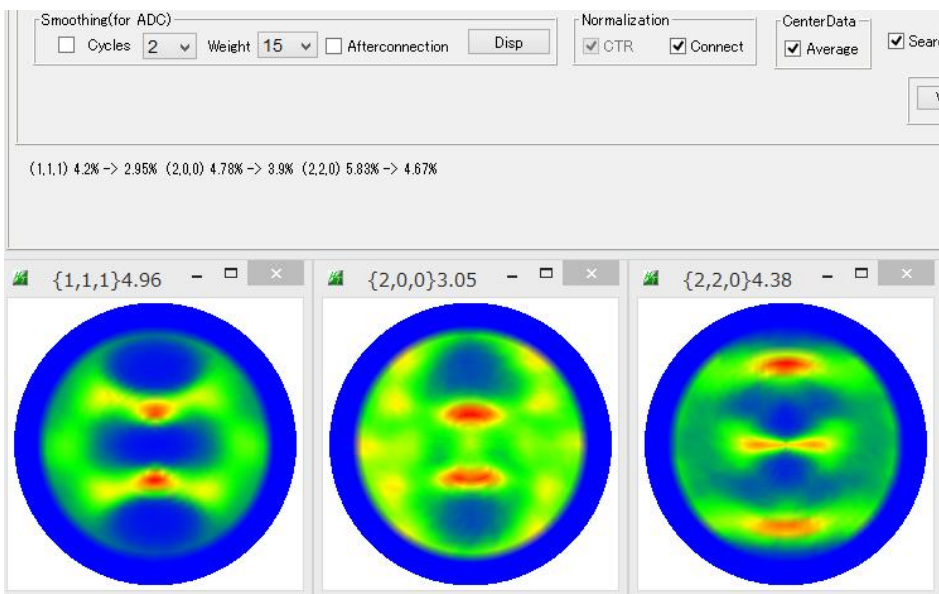 Smoothing(for ADC) Normalization CenterData
Cycles 2 Weight 15 Afterconnection Disp CTR Connect Average
(1,1,1) 4.2% -> 2.95% (2,0,0) 4.78% -> 3.9% (2,2,0) 5.83% -> 4.67%
{1,1,1}4.96 {2,0,0}3.05 {2,2,0}4.38